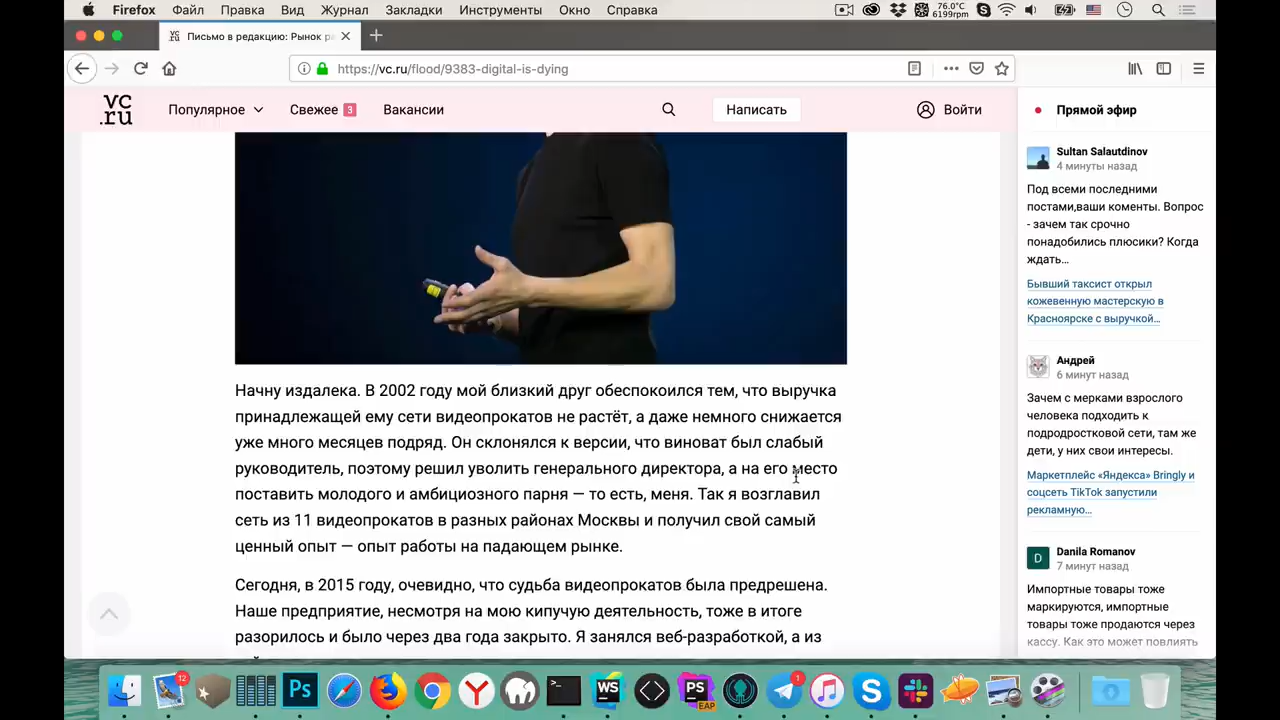 Firefox Файл Правка Вид Журнал Закладки Инструменты Окно Справка
76.0°C
6199rpm
Письмо в редакцию: Рынок
https://vc.ru/flood/9383-digital-is-dying
vc
.ru
Популярное
Свежее 3
Вакансии
Написать
Войти
Начну издалека. В 2002 году мой близкий друг обеспокоился тем, что выручка
принадлежащей ему сети видеопрокатов не растёт, а даже немного снижается
уже много месяцев подряд. Он склонялся к версии, что виноват был слабый
руководитель, поэтому решил уволить генерального директора, а на его место
поставить молодого и амбициозного парня — то есть, меня. Так я возглавил
сеть из 11 видеопрокатов в разных районах Москвы и получил свой самый
ценный опыт — опыт работы на падающем рынке.
Сегодня, в 2015 году, очевидно, что судьба видеопрокатов была предрешена.
Наше предприятие, несмотря на мою кипучую деятельность, тоже в итоге
разорилось и было через два года закрыто. Я занялся веб-разработкой, а из
Прямой эфир
Sultan Salautdinov
4 минуты назад
Под всеми последними
постами,ваши коменты. Вопрос
- зачем так срочно
понадобились плюсики? Когда
ждать…
Бывший таксист открыл
кожевенную мастерскую в
Красноярске с выручкой…
Андрей
6 минут назад
Зачем с мерками взрослого
человека подходить к
подродростковой сети, там же
дети, у них свои интересы.
Маркетплейс «Яндекса» Bringly и
соцсеть TikTok запустили
рекламную…
D
Danila Romanov
7 минут назад
Импортные товары тоже
маркируются, импортные
товары тоже продаются через
кассу. Как это может повлиять
12
Ps
WS
PS
EAP
1